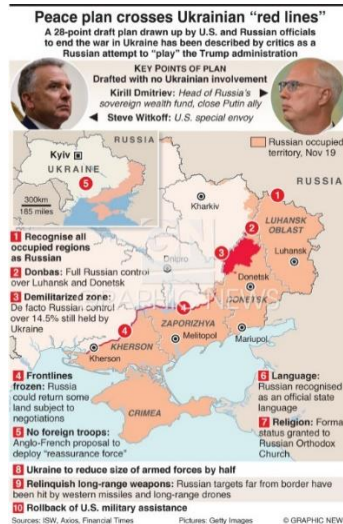 Peace plan crosses Ukrainian “red lines”
A 28-point draft plan drawn up by U.S. and Russian officials
to end the war in Ukraine has been described by critics as a
Russian attempt to “play” the Trump administration
KEY POINTS OF PLAN
Drafted with no Ukrainian involvement
Kirill Dmitriev: Head of Russia’s
sovereign wealth fund, close Putin ally
Steve Witkoff: U.S. special envoy
Russian occupied
territory, Nov 19
RUSSIA
Kyiv
UKRAINE
5
300km
185 miles
RUSSIA
Kharkiv
1
LUHANSK
OBLAST
2
Luhansk
3
Dnipro
Donetsk
DONETSK
GRAPHIC NEWS
4
ZAPORIZHYA
Melitopol
Mariupol
4
KHERSON
Kherson
CRIMEA
1 Recognise all
occupied regions
as Russian
2 Donbas: Full Russian control
over Luhansk and Donetsk
3 Demilitarized zone:
De facto Russian control
over 14.5% still held by
Ukraine
4 Frontlines
frozen: Russia
could return some
land subject to
negotiations
5 No foreign troops:
Anglo-French proposal to
deploy “reassurance force”
6 Language:
Russian recognised
as an official state
language
7 Religion: Formal
status granted to
Russian Orthodox
Church
8 Ukraine to reduce size of armed forces by half
9 Relinquish long-range weapons: Russian targets far from border have
been hit by western missiles and long-range drones
10 Rollback of U.S. military assistance
Sources: ISW, Axios, Financial Times
Pictures: Getty Images
© GRAPHIC NEWS